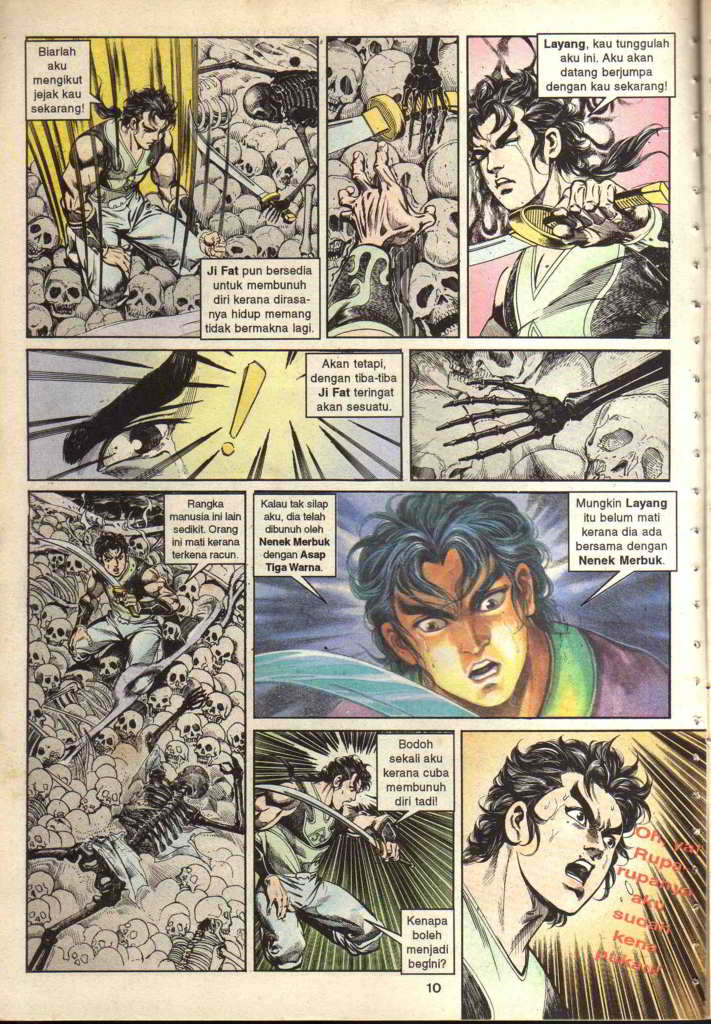 Biarlah
aku
mengikut
jejak kau
sekarang!
Ji Fat pun bersedia
untuk membunuh
diri kerana dirasa-
nya hidup memang
tidak bermakna lagi.
Layang, kau tunggulah
aku ini. Aku akan
datang berjumpa
dengan kau sekarang!
Akan tetapi,
dengan tiba-tiba
Ji Fat teringat
akan sesuatu.
Rangka
manusia ini lain
sedikit. Orang
ini mati kerana
terkena racun.
Kalau tak silap
aku, dia telah
dibunuh oleh
Nenek Merbuk
dengan Asap
Tiga Warna.
Mungkin Layang
itu belum mati
kerana dia ada
bersama dengan
Nenek Merbuk.
Bodoh
sekali aku
kerana cuba
membunuh
diri tadi!
Kenapa
boleh
menjadi
begini?
Oh, ya!
Rupa-
rupanya
aku
sudah
kena
pukau!
10